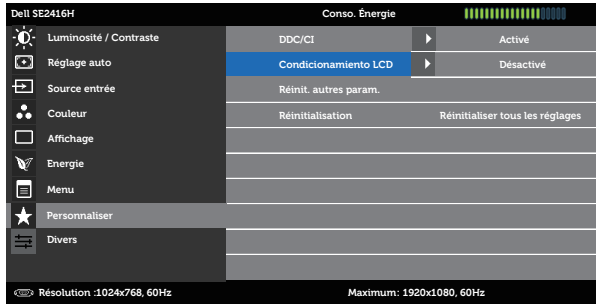 Dell SE2416H Conso. Énergie
Luminosité / Contraste DDC/CI Activé
Réglage auto Condicionamiento LCD Désactivé
Source entrée Réinit. autres param.
Couleur Réinitialisation Réinitialiser tous les réglages
Affichage
Energie
Menu
Personnaliser
Divers
Résolution :1024x768, 60Hz Maximum: 1920x1080, 60Hz